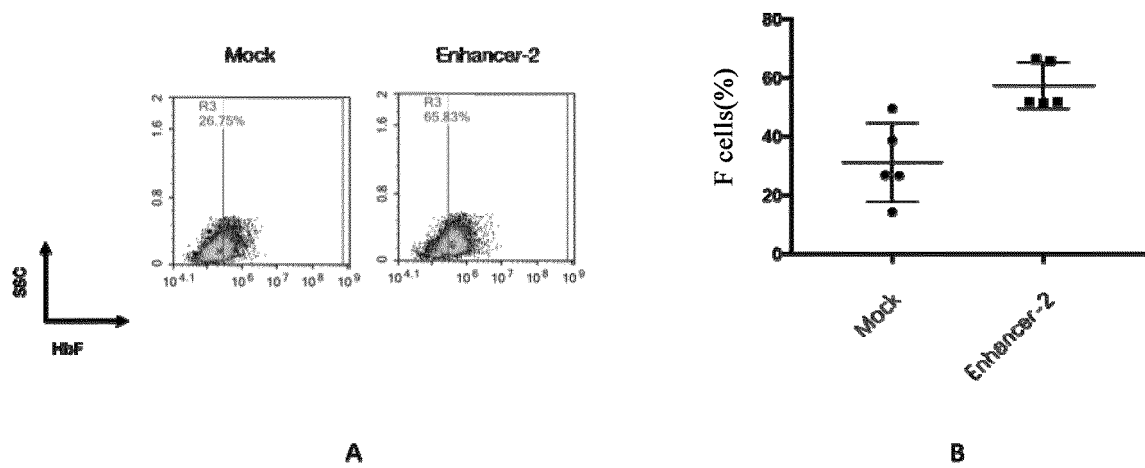 Mock
Enhancer-2
R3
26.75%
R3
65.83%
2
1.6
0.8
0
2
1.6
0.8
0
10^4.1
10^6
10^7
10^8
10^9
10^4.1
10^6
10^7
10^8
10^9
SSC
HbF
F cells(%)
80
60
40
20
0
Mock
Enhancer-2
A
B